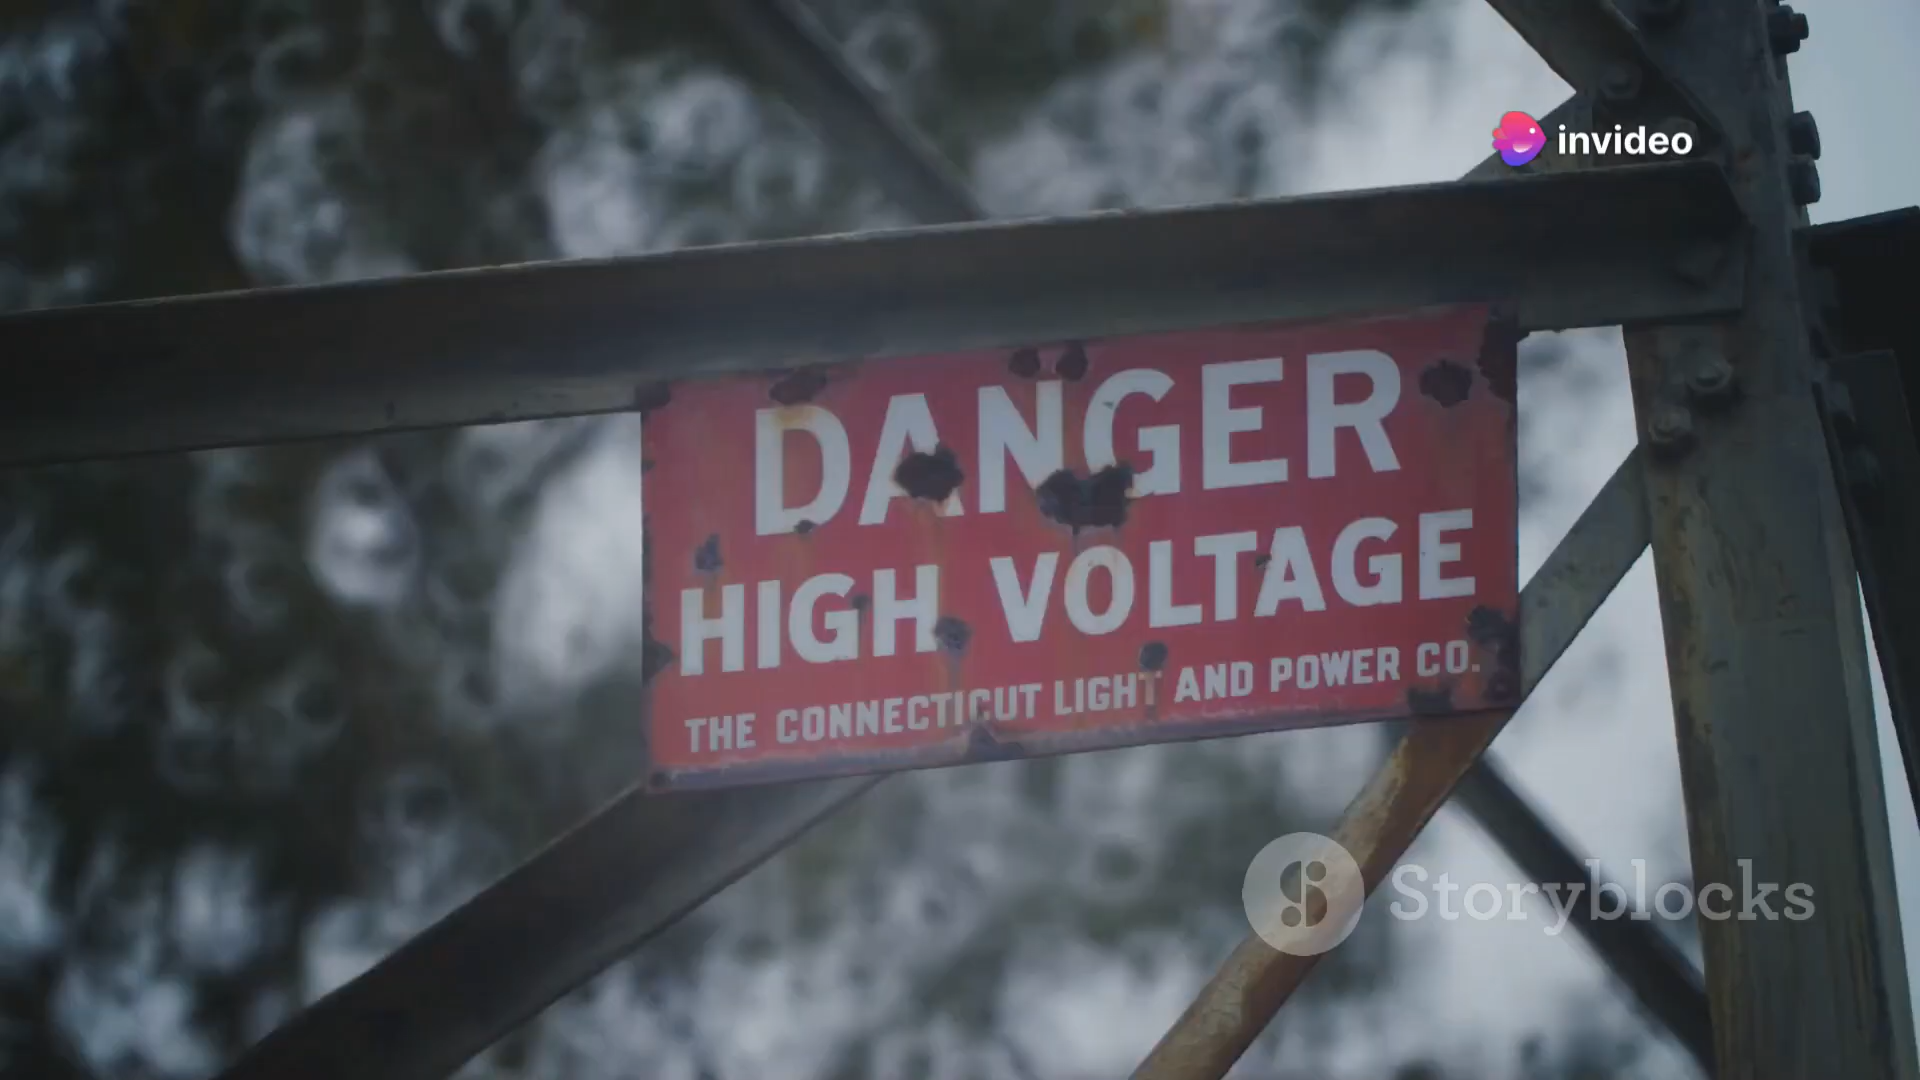 invideo
DANGER
HIGH VOLTAGE
THE CONNECTICUT LIGHT AND POWER CO.
Storyblocks